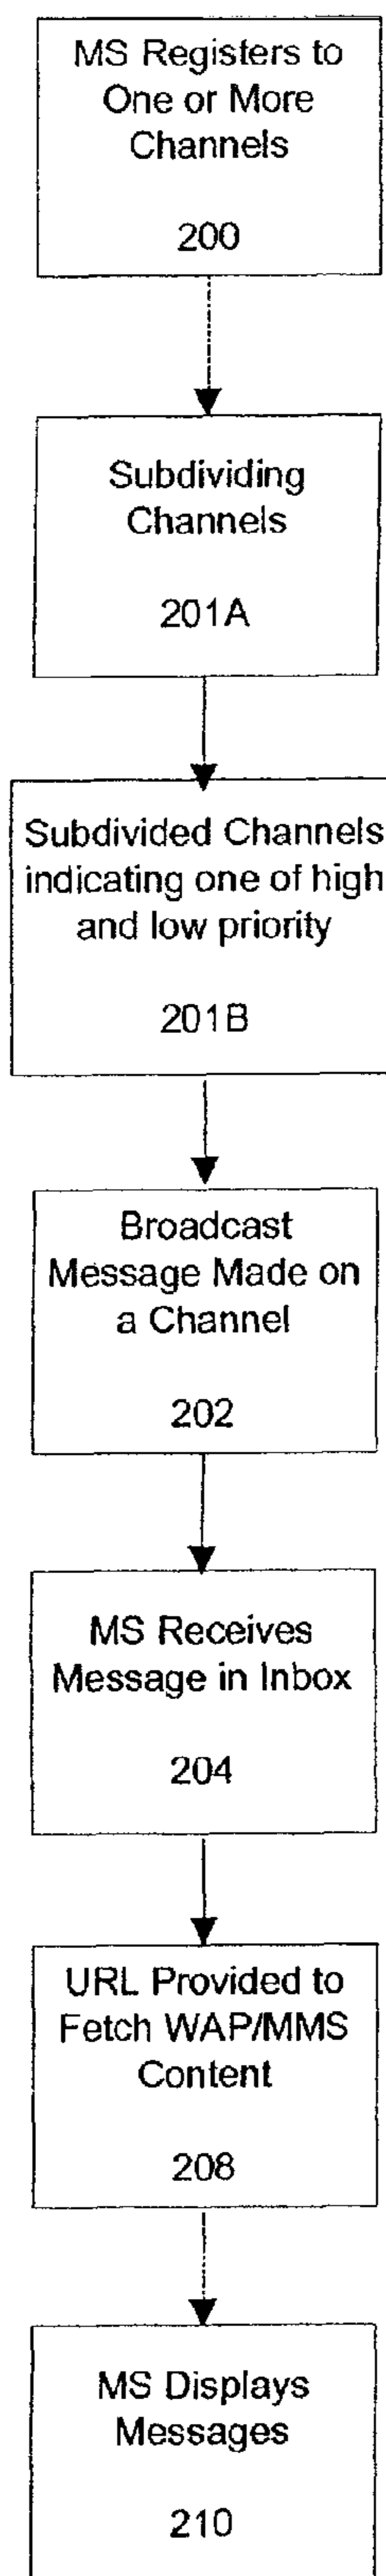 MS Registers to
One or More
Channels
200
Subdividing
Channels
201A
Subdivided Channels
indicating one of high
and low priority
201B
Broadcast
Message Made on
a Channel
202
MS Receives
Message in Inbox
204
URL Provided to
Fetch WAP/MMS
Content
208
MS Displays
Messages
210